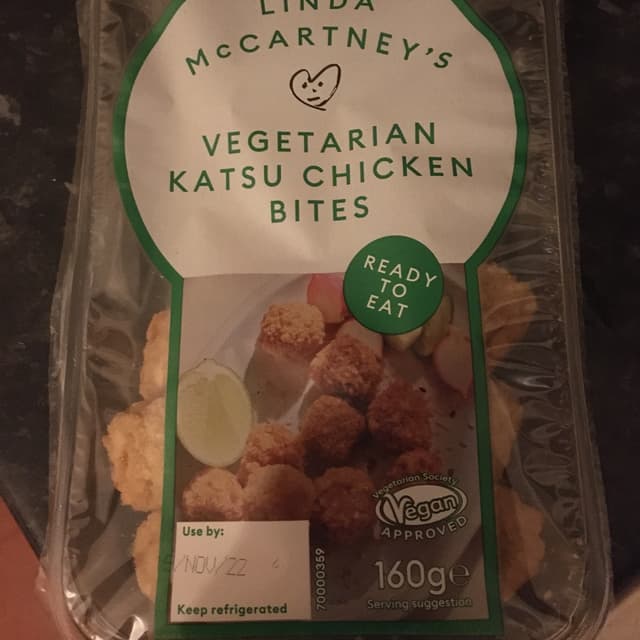 LINDA
McCARTNEY'S
VEGETARIAN
KATSU CHICKEN
BITES
READY
TO
EAT
Vegetarian Society
Vegan
APPROVED
Use by:
/NOV/22
Keep refrigerated
70000359
160g℮
Serving suggestion